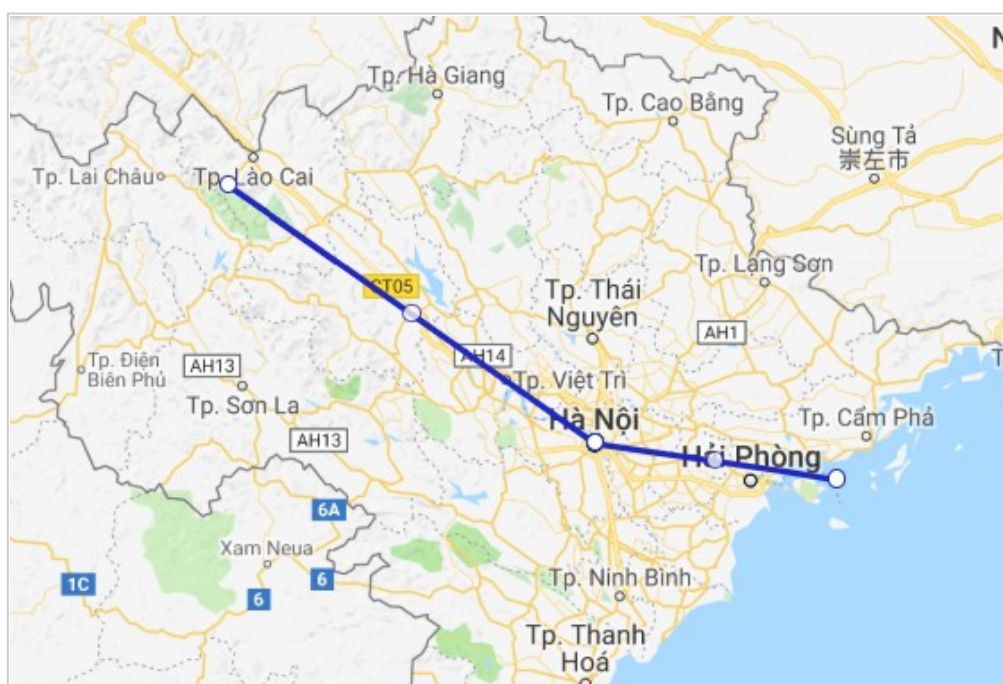 N
Tp. Hà Giang
Tp. Cao Bằng
Sùng Tả
崇左市
Tp. Lai Châu
Tp. Lào Cai
Tp. Lạng Sơn
CT05
Tp. Thái
Nguyên
AH1
Tp. Điện
Biên Phủ
AH13
AH14
T
Tp. Việt Trì
Tp. Sơn La
Hà Nội
Tp. Cẩm Phả
AH13
Hải Phòng
6A
Xam Neua
1C
6
6
Tp. Ninh Bình
Tp. Thanh
Hoá